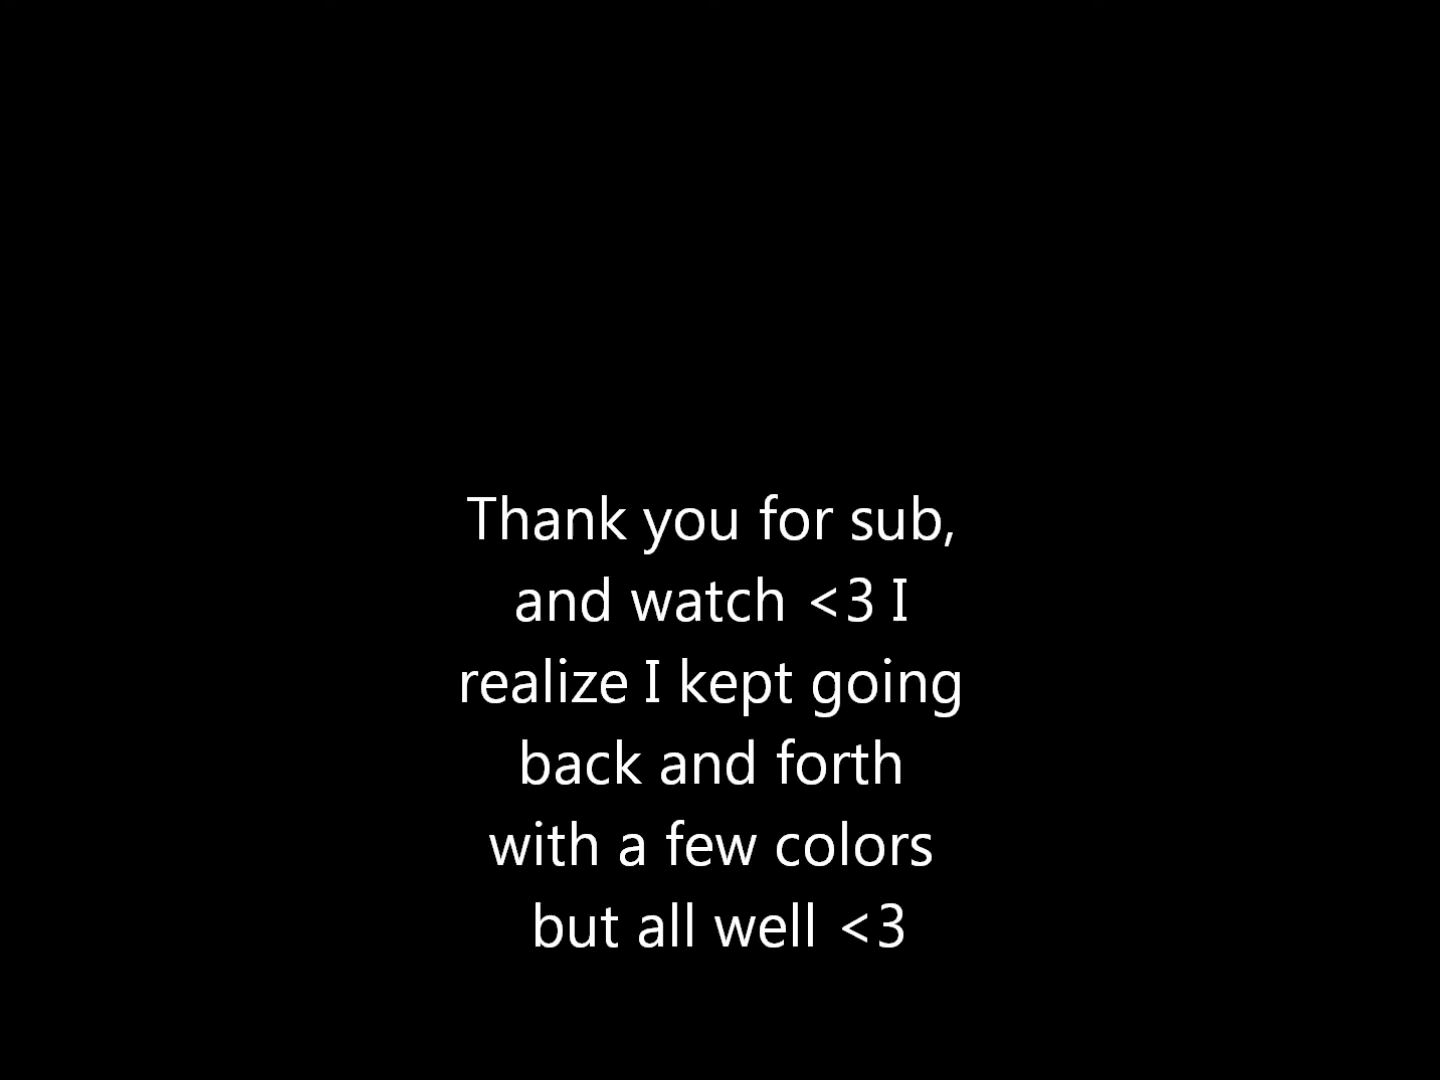 Thank you for sub,
and watch <3 I
realize I kept going
back and forth
with a few colors
but all well <3